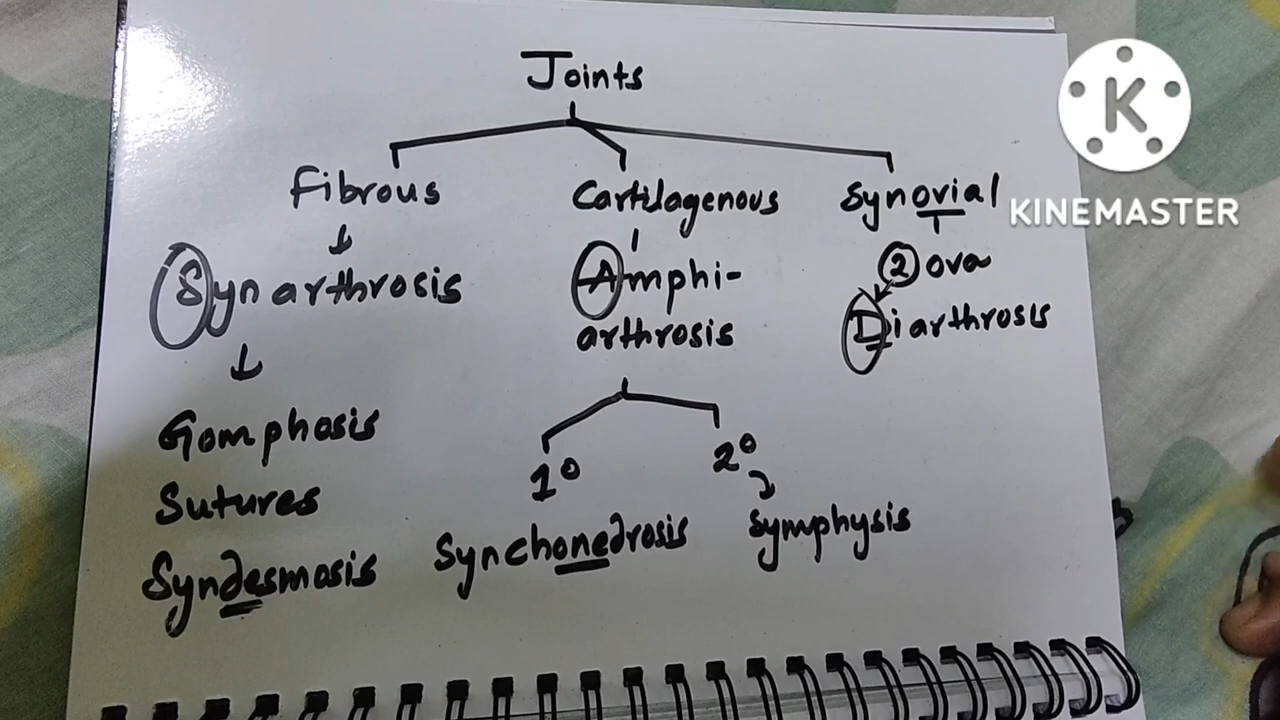 Joints
Fibrous
Cartilagenous
Synovial
Synarthrosis
Amphi-
arthrosis
2 ova
Diarthrosis
Gomphosis
Sutures
Syndesmosis
1°
2°
Synchonedrosis
Symphysis
K
KINEMASTER